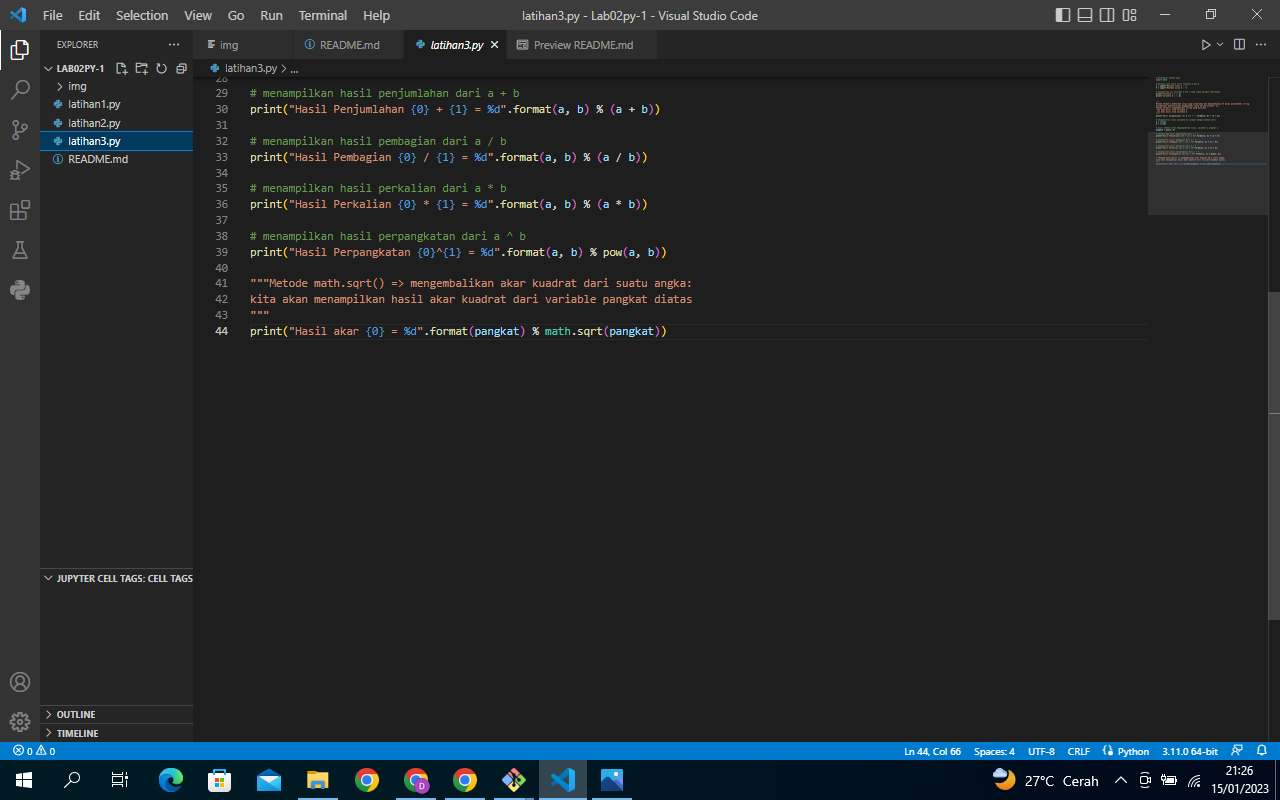 File Edit Selection View Go Run Terminal Help
latihan3.py - Lab02py-1 - Visual Studio Code
EXPLORER
img
README.md
latihan3.py
Preview README.md
LAB02PY-1
latihan3.py > ...
img
latihan1.py
latihan2.py
latihan3.py
README.md
28
29 # menampilkan hasil penjumlahan dari a + b
30 print("Hasil Penjumlahan {0} + {1} = %d".format(a, b) % (a + b))
31
32 # menampilkan hasil pembagian dari a / b
33 print("Hasil Pembagian {0} / {1} = %d".format(a, b) % (a / b))
34
35 # menampilkan hasil perkalian dari a * b
36 print("Hasil Perkalian {0} * {1} = %d".format(a, b) % (a * b))
37
38 # menampilkan hasil perpangkatan dari a ^ b
39 print("Hasil Perpangkatan {0}^{1} = %d".format(a, b) % pow(a, b))
40
41 """Metode math.sqrt() => mengembalikan akar kuadrat dari suatu angka:
42 kita akan menampilkan hasil akar kuadrat dari variable pangkat diatas
43 """
44 print("Hasil akar {0} = %d".format(pangkat) % math.sqrt(pangkat))
JUPYTER CELL TAGS: CELL TAGS
OUTLINE
TIMELINE
0 0
Ln 44, Col 66 Spaces: 4 UTF-8 CRLF Python 3.11.0 64-bit
D
27°C Cerah
21:26
15/01/2023